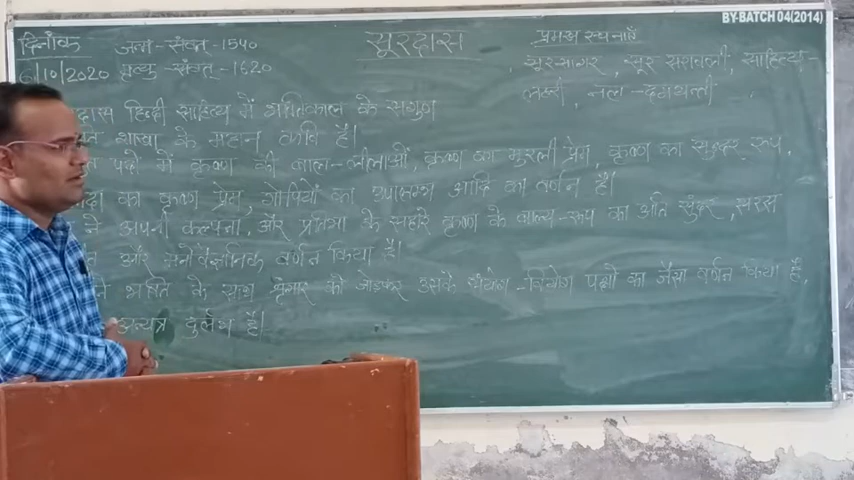 BY-BATCH 04(2014)
दिनाँक जन्म-संवत्-1540 सूरदास प्रमुख रचनाएँ
6/10/2020 मृत्यु-संवत्-1620 सूरसागर, सूर सारावली, साहित्य-
लहरी, नल-दमयन्ती
दास हिन्दी साहित्य में भक्तिकाल के सगुण
शाखा के महान कवि हैं।
पदों में कृष्ण की बाल-लीलाओं, कृष्ण का मुरली प्रेम, कृष्ण का सुन्दर रूप,
का कृष्ण प्रेम, गोपियों का उपालम्भ आदि का वर्णन हैं।
ने अपनी कल्पना, और प्रतिभा के सहारे कृष्ण के बाल्य-रूप का अति सुंदर, सरस
और मनोवैज्ञानिक वर्णन किया है।
भक्ति के साथ श्रृंगार को जोड़कर उसके संयोग-वियोग पक्षों का जैसा वर्णन किया है,
अन्यत्र दुर्लभ है।